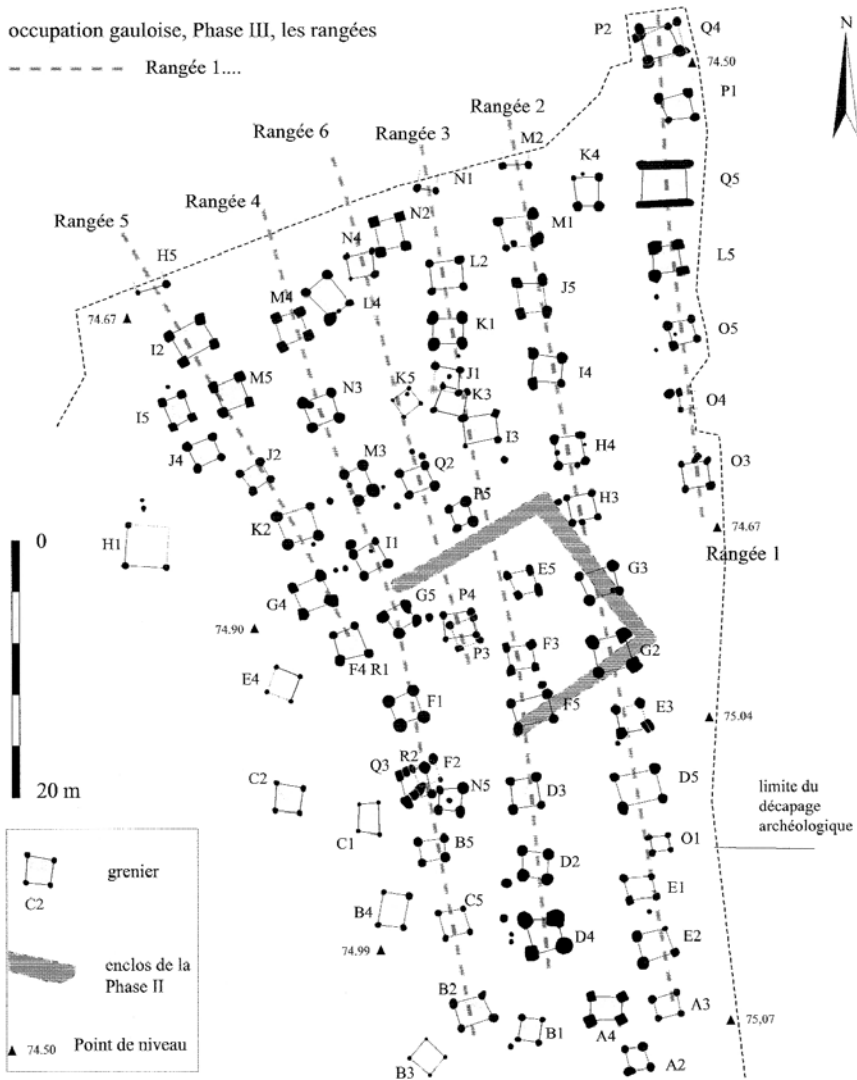 occupation gauloise, Phase III, les rangées
Rangée 1....
P2
Q4
74.50
N
P1
Rangée 2
Rangée 6
Rangée 3
M2
K4
Q5
Rangée 4
N1
Rangée 5
N2
M1
H5
N4
L5
L2
J5
M4
L4
74.67
K1
O5
I2
J1
I4
M5
N3
K5
K3
O4
I5
I3
J4
J2
M3
Q2
H4
O3
K2
P5
H3
74.67
H1
0
I1
Rangée 1
E5
G3
G4
G5
P4
74.90
F3
G2
P3
F4
R1
E4
F1
F5
E3
75.04
Q3
R2
F2
C2
N5
D3
D5
limite du
décapage
archéologique
20 m
C1
B5
O1
D2
grenier
E1
C2
B4
C5
D4
E2
74.99
enclos de la
Phase II
B2
A3
75,07
B1
A4
74.50
Point de niveau
B3
A2